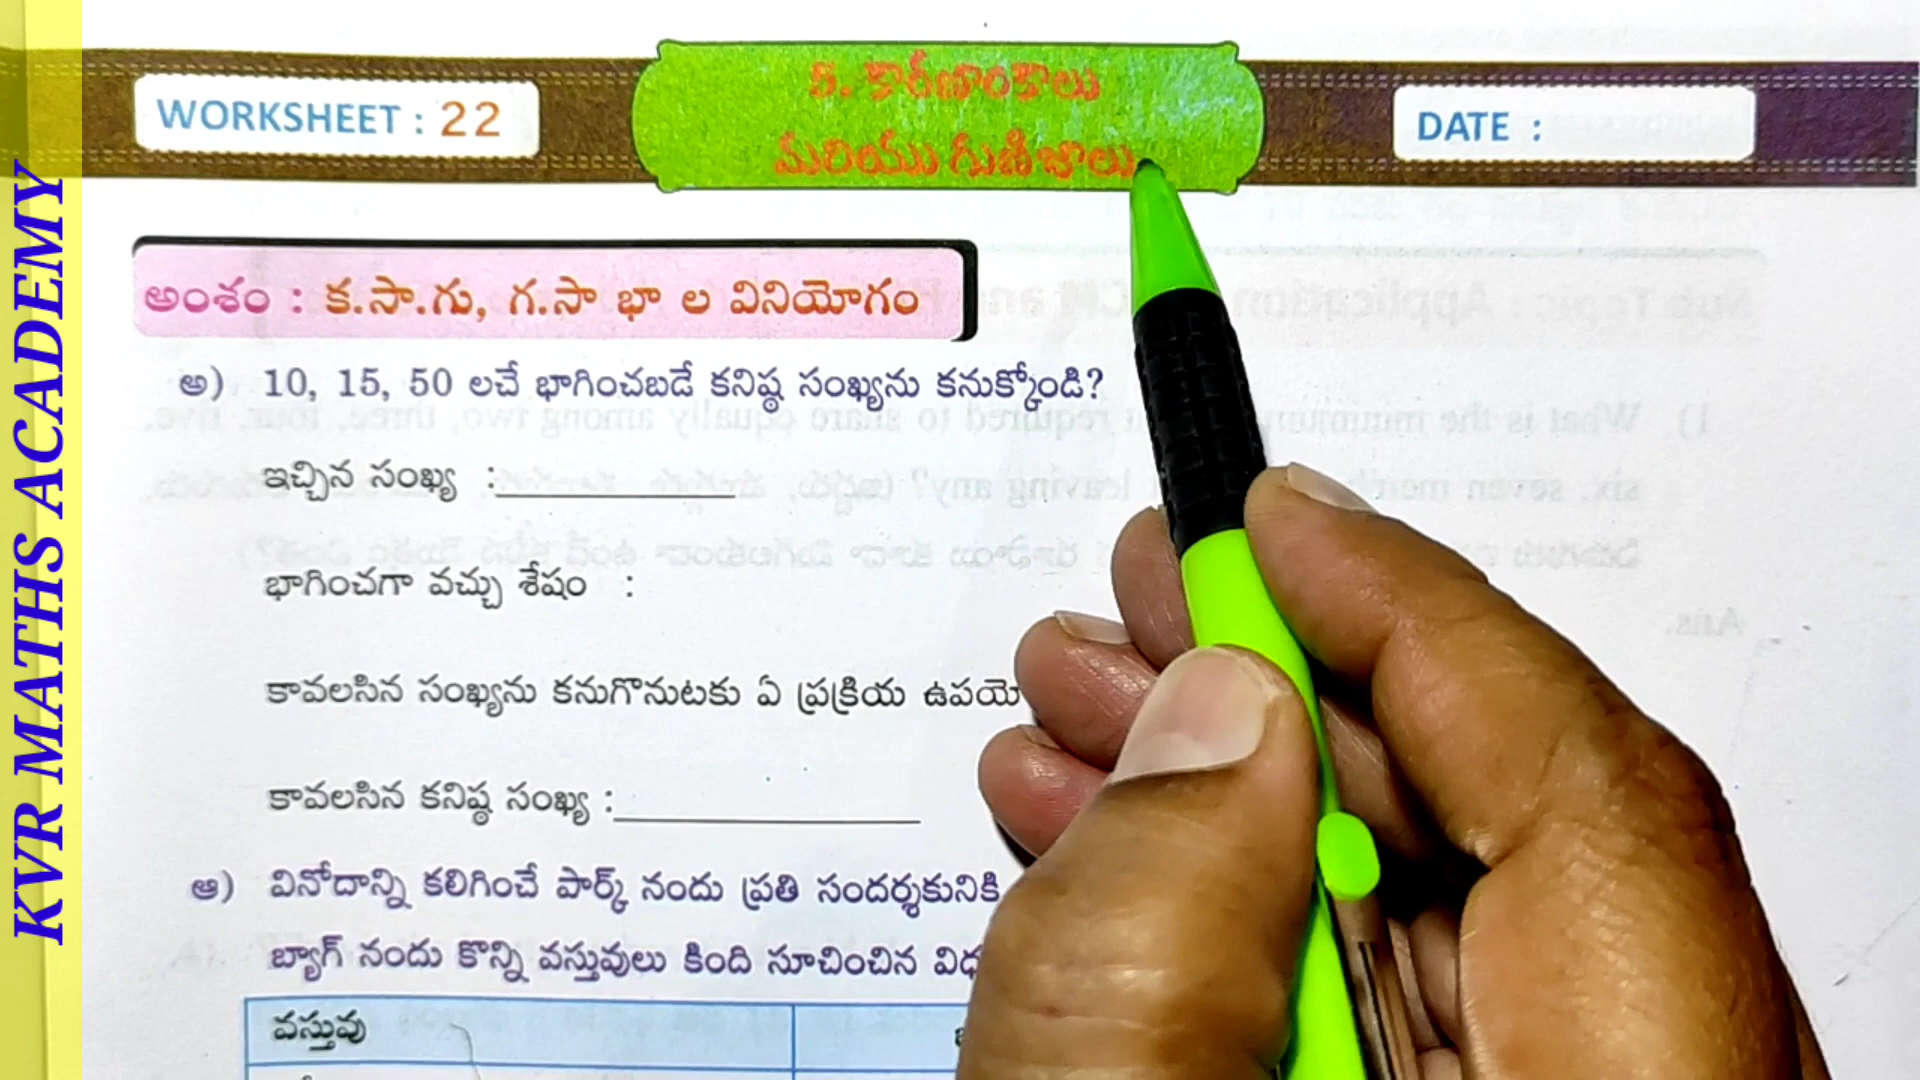 KVR MATHS ACADEMY
WORKSHEET : 22
5. కారణాంకాలు
మరియు గుణిజాలు
DATE :
అంశం : క.సా.గు, గ.సా భా ల వినియోగం
అ) 10, 15, 50 లచే భాగించబడే కనిష్ఠ సంఖ్యను కనుక్కోండి?
ఇచ్చిన సంఖ్య :
భాగించగా వచ్చు శేషం :
కావలసిన సంఖ్యను కనుగొనుటకు ఏ ప్రక్రియ
కావలసిన కనిష్ఠ సంఖ్య :
ఆ) వినోదాన్ని కలిగించే పార్క్ నందు ప్రతి సందర్శకునికి
బ్యాగ్ నందు కొన్ని వస్తువులు కింది సూచించిన
వస్తువు